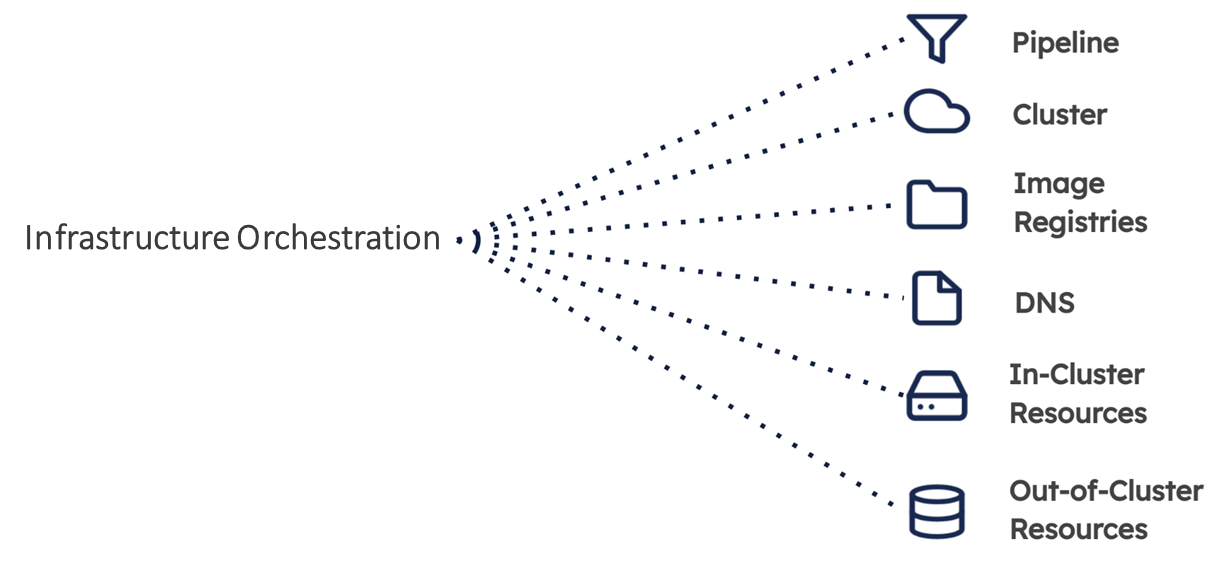 Pipeline
Cluster
Image
Registries
Infrastructure Orchestration
DNS
In-Cluster
Resources
Out-of-Cluster
Resources